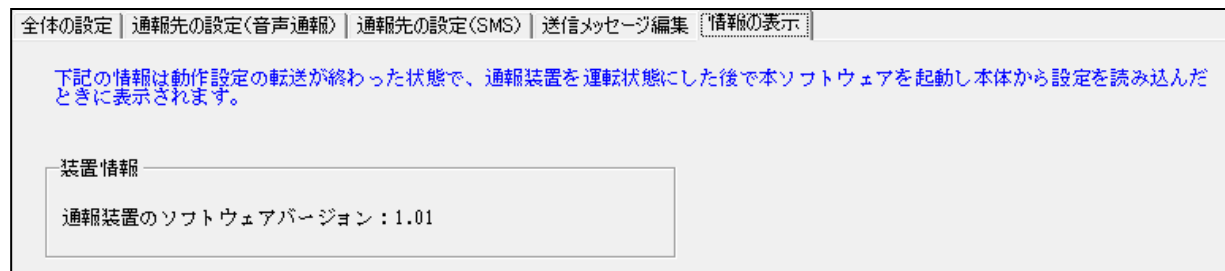 全体の設定 通報先の設定(音声通報) 通報先の設定(SMS) 送信メッセージ編集 情報の表示
下記の情報は動作設定の転送が終わった状態で、通報装置を運転状態にした後で本ソフトウェアを起動し本体から設定を読み込んだ
ときに表示されます。
装置情報
通報装置のソフトウェアバージョン：1.01